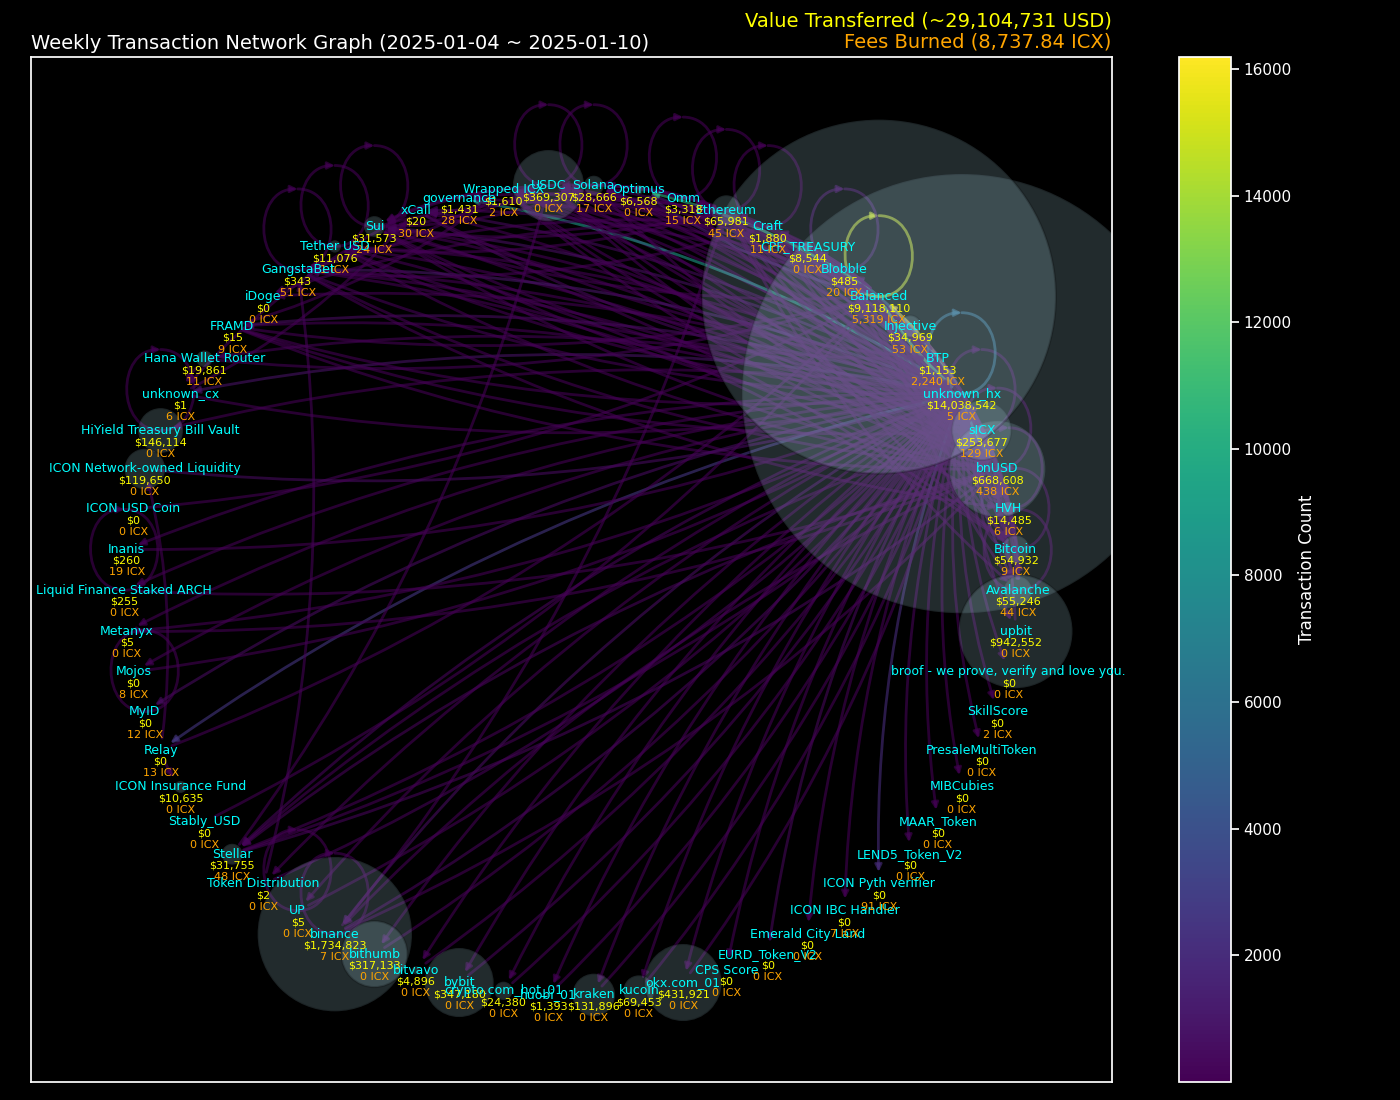 Value Transferred (~29,104,731 USD)
Weekly Transaction Network Graph (2025-01-04 ~ 2025-01-10)
Fees Burned (8,737.84 ICX)
USDC
$369,307
0 ICX
Solana
$28,666
17 ICX
Optimus
$6,568
0 ICX
Omm
$3,318
15 ICX
Ethereum
$65,981
45 ICX
Craft
$1,880
11 ICX
CPF_TREASURY
$8,544
0 ICX
Blobble
$485
20 ICX
Balanced
$9,118,110
5,319 ICX
Injective
$34,969
53 ICX
BTP
$1,153
2,240 ICX
unknown_hx
$14,038,542
5 ICX
sICX
$253,677
129 ICX
bnUSD
$668,608
438 ICX
HVH
$14,485
6 ICX
Bitcoin
$54,932
9 ICX
Avalanche
$55,246
44 ICX
upbit
$942,552
0 ICX
broof - we prove, verify and love you.
$0
0 ICX
SkillScore
$0
2 ICX
PresaleMultiToken
$0
0 ICX
MIBCubies
$0
0 ICX
MAAR_Token
$0
0 ICX
LEND5_Token_V2
$0
0 ICX
ICON Pyth verifier
$0
91 ICX
ICON IBC Handler
$0
7 ICX
Emerald City Land
$0
0 ICX
EURD_Token_V2
$0
0 ICX
CPS Score
$0
0 ICX
okx.com_01
$431,921
0 ICX
kucoin
$69,453
0 ICX
kraken
$131,896
0 ICX
huobi_01
$1,393
0 ICX
crypto.com_hot_01
$24,380
0 ICX
bybit
$347,180
0 ICX
bitvavo
$4,896
0 ICX
bithumb
$317,133
0 ICX
binance
$1,734,823
7 ICX
UP
$5
0 ICX
Token Distribution
$2
0 ICX
Stellar
$31,755
48 ICX
Stably_USD
$0
0 ICX
ICON Insurance Fund
$10,635
0 ICX
Relay
$0
13 ICX
MyID
$0
12 ICX
Mojos
$0
8 ICX
Metanyx
$5
0 ICX
Liquid Finance Staked ARCH
$255
0 ICX
Inanis
$260
19 ICX
ICON USD Coin
$0
0 ICX
ICON Network-owned Liquidity
$119,650
0 ICX
HiYield Treasury Bill Vault
$146,114
0 ICX
unknown_cx
$1
6 ICX
Hana Wallet Router
$19,861
11 ICX
FRAMD
$15
9 ICX
iDoge
$0
0 ICX
GangstaBet
$343
51 ICX
Tether USD
$11,076
ICX
Sui
$31,573
24 ICX
xCall
$20
30 ICX
governance
$1,431
28 ICX
Wrapped ICX
$1,610
2 ICX
16000
14000
12000
10000
8000
6000
4000
2000
Transaction Count